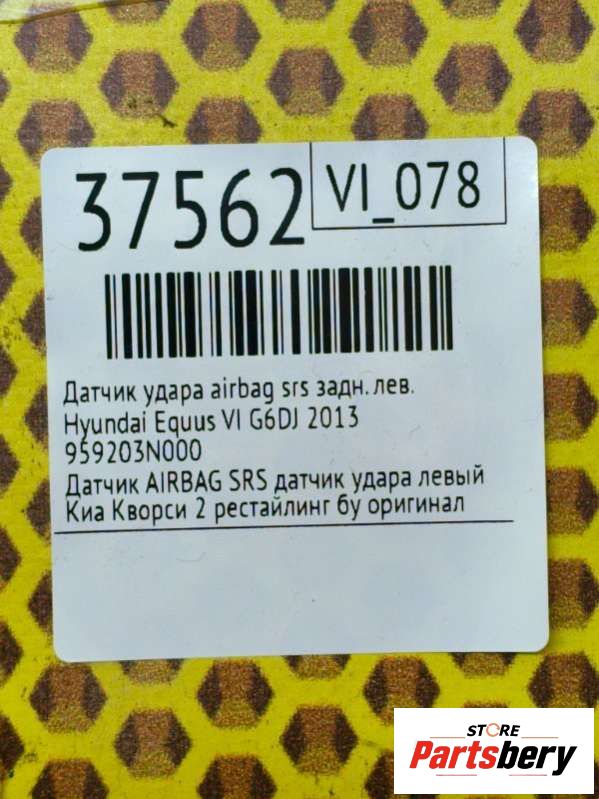 37562
VI_078
Датчик удара airbag srs задн. лев.
Hyundai Equus VI G6DJ 2013
959203N000
Датчик AIRBAG SRS датчик удара левый
Киа Кворси 2 рестайлинг бу оригинал
STORE
Partsbery